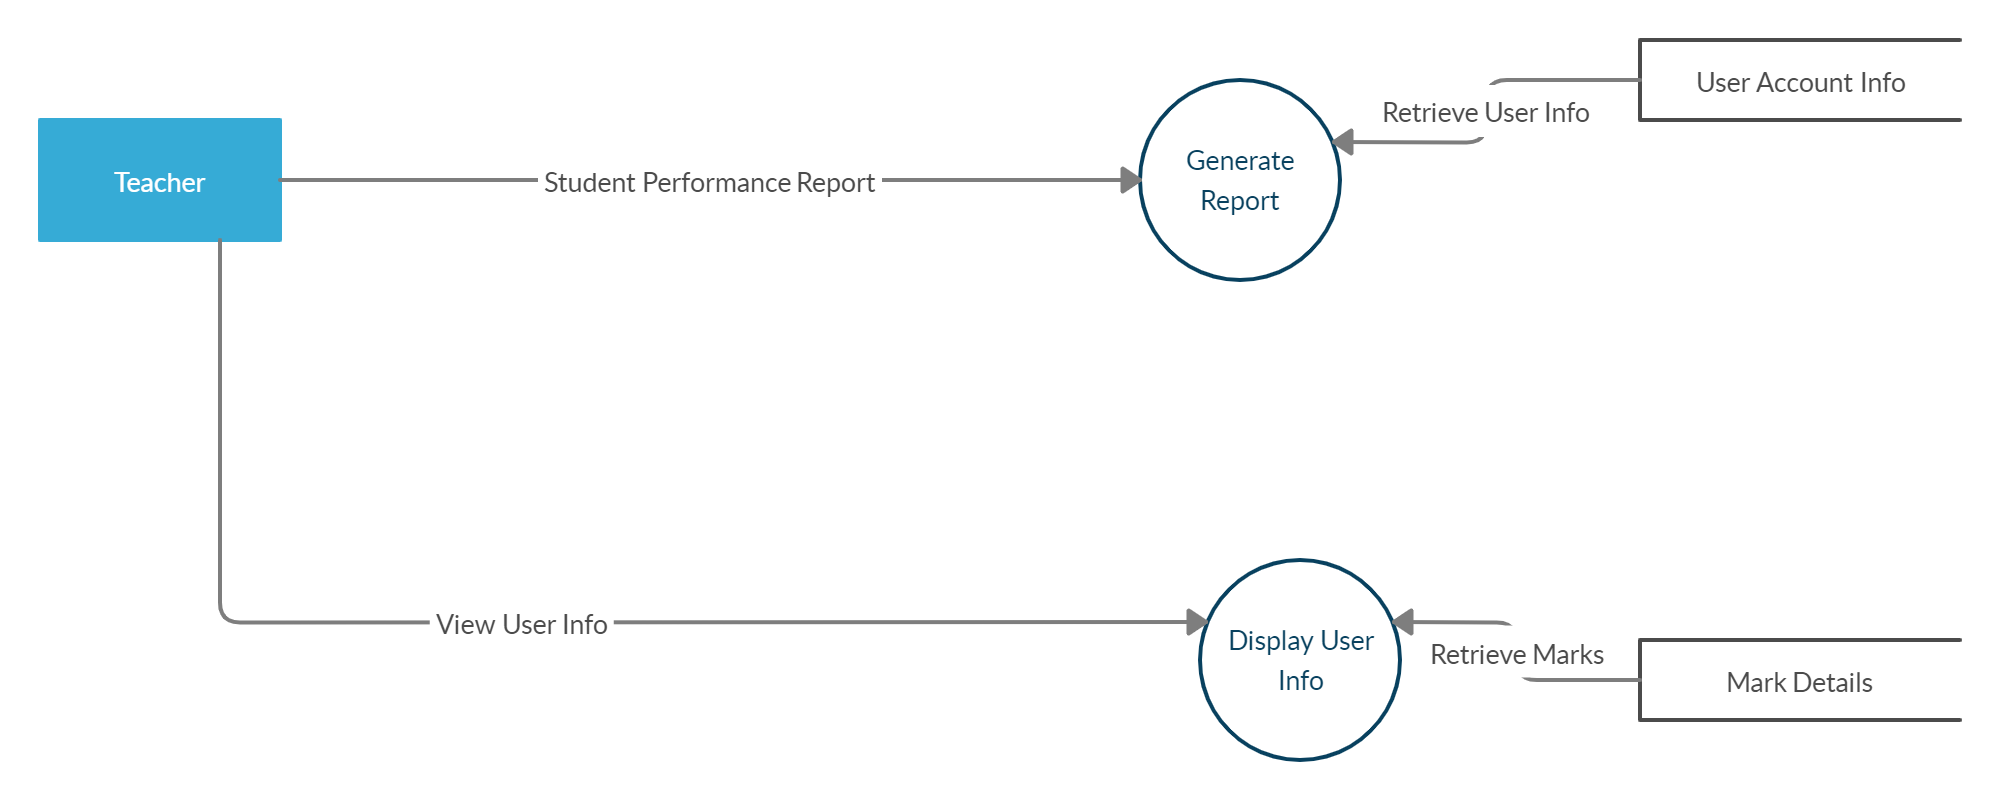 User Account Info
Retrieve User Info
Teacher
Student Performance Report
Generate
Report
View User Info
Display User
Info
Retrieve Marks
Mark Details